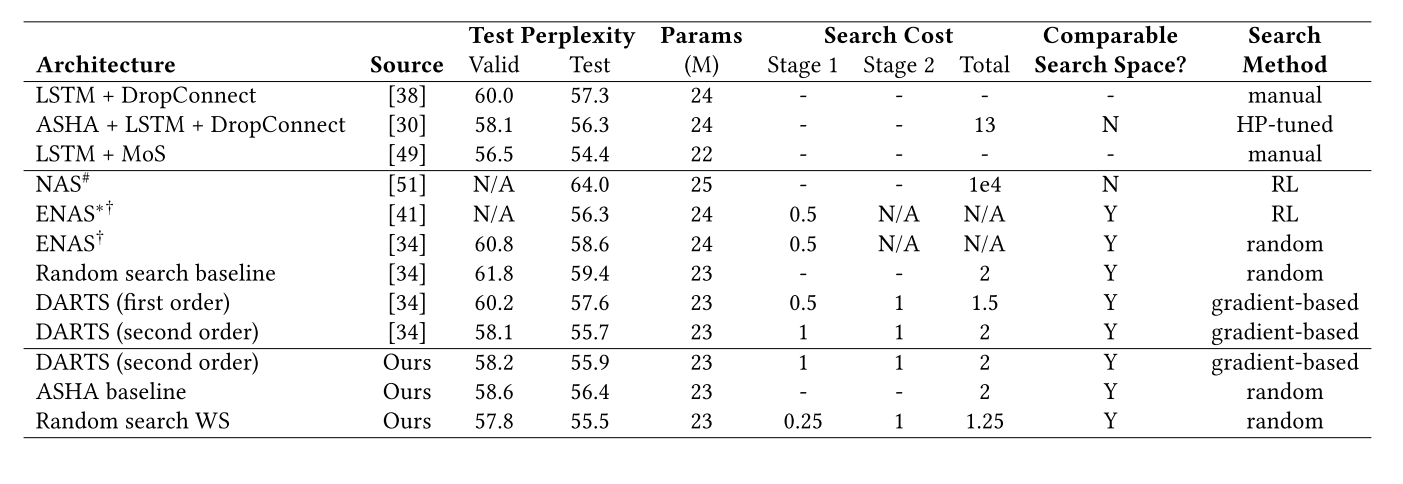 Test Perplexity Params Search Cost Comparable Search
Architecture Source Valid Test (M) Stage 1 Stage 2 Total Search Space? Method
LSTM + DropConnect [38] 60.0 57.3 24 - - - - manual
ASHA + LSTM + DropConnect [30] 58.1 56.3 24 - - 13 N HP-tuned
LSTM + MoS [49] 56.5 54.4 22 - - - - manual
NAS# [51] N/A 64.0 25 - - 1e4 N RL
ENAS*† [41] N/A 56.3 24 0.5 N/A N/A Y RL
ENAS† [34] 60.8 58.6 24 0.5 N/A N/A Y random
Random search baseline [34] 61.8 59.4 23 - - 2 Y random
DARTS (first order) [34] 60.2 57.6 23 0.5 1 1.5 Y gradient-based
DARTS (second order) [34] 58.1 55.7 23 1 1 2 Y gradient-based
DARTS (second order) Ours 58.2 55.9 23 1 1 2 Y gradient-based
ASHA baseline Ours 58.6 56.4 23 - - 2 Y random
Random search WS Ours 57.8 55.5 23 0.25 1 1.25 Y random